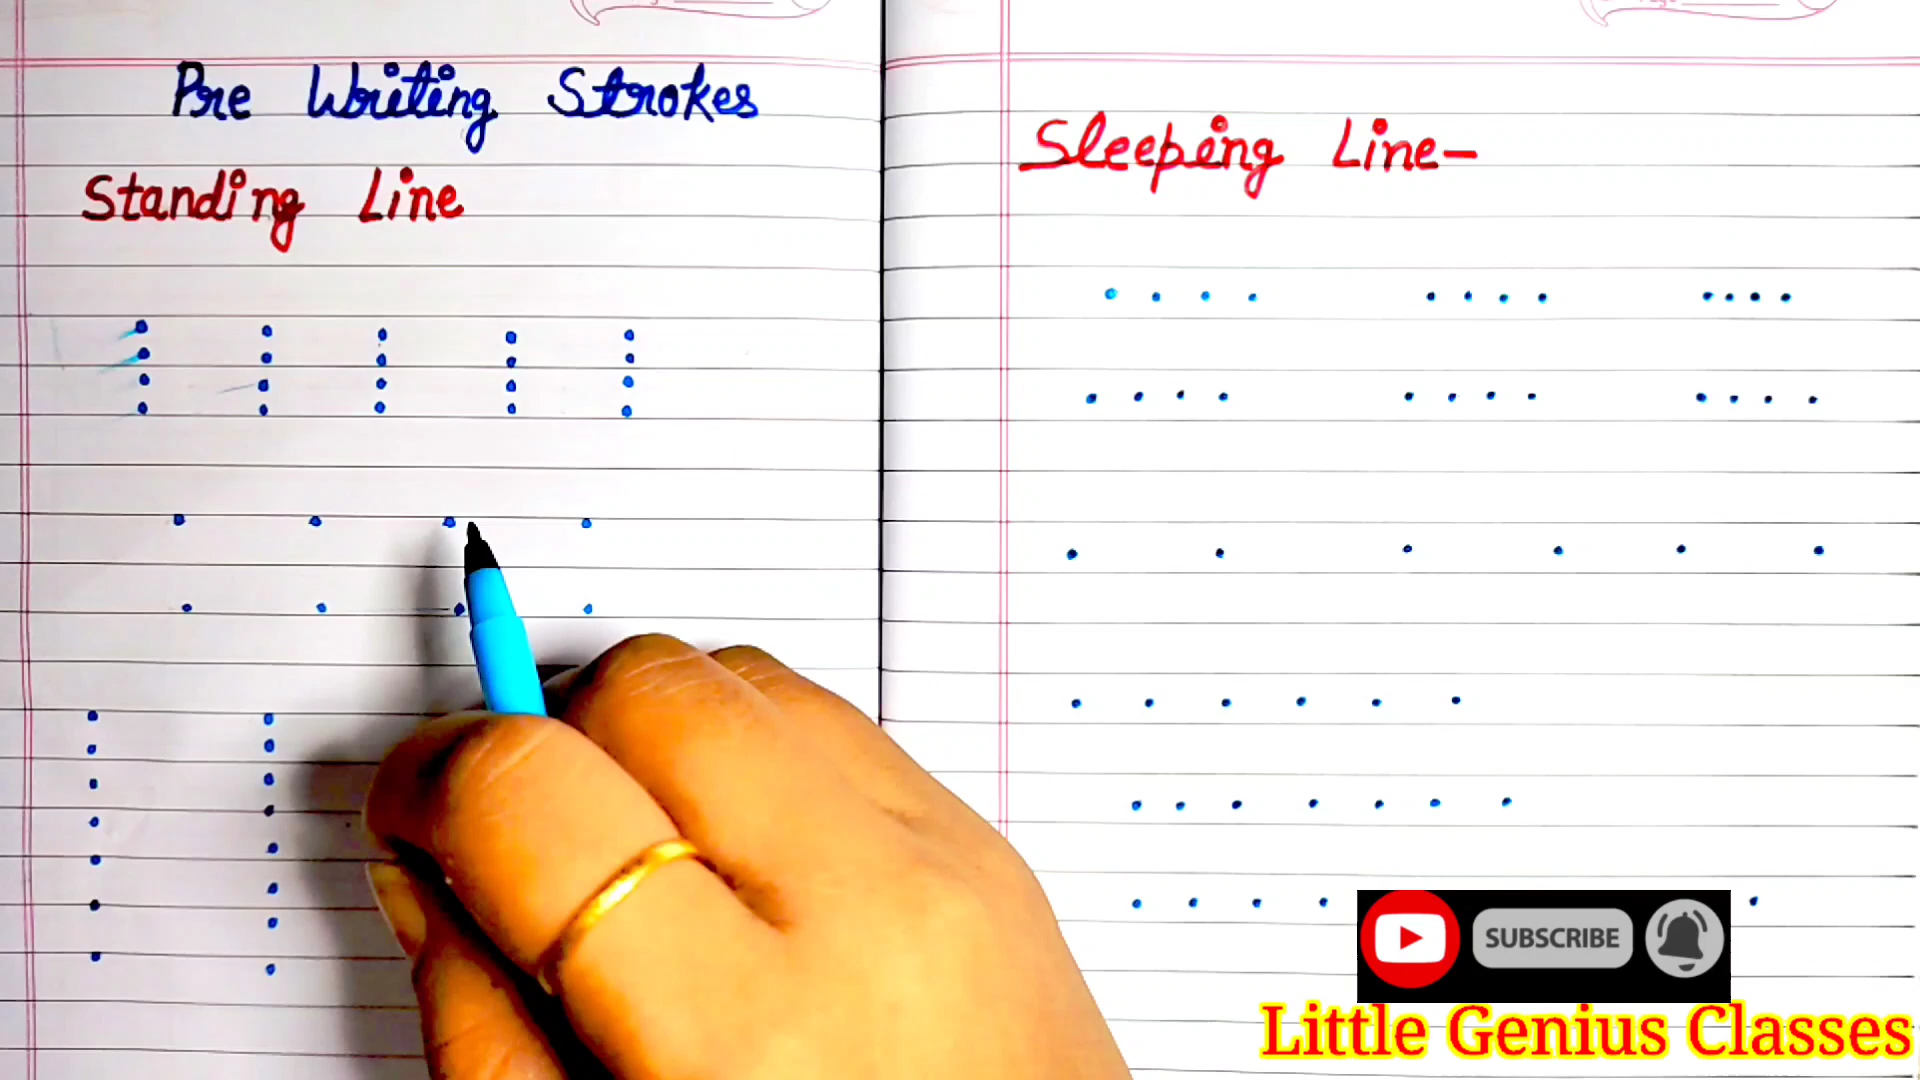 Pre Writing Strokes
Standing Line
Sleeping Line-
SUBSCRIBE
Little Genius Classes